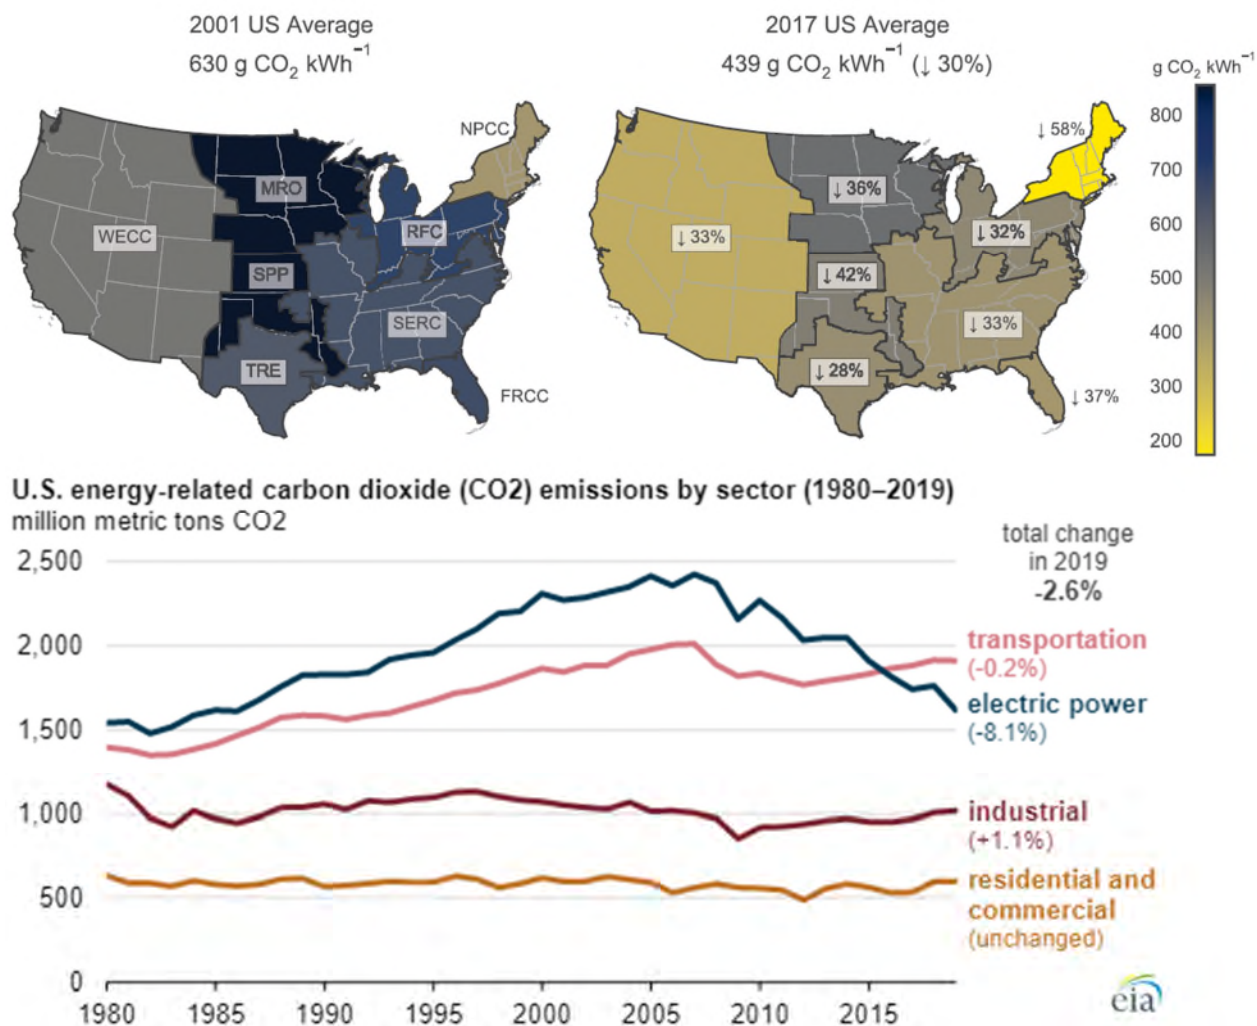 2001 US Average
630 g CO₂ kWh⁻¹
2017 US Average
439 g CO₂ kWh⁻¹ (↓ 30%)
g CO₂ kWh⁻¹
800
700
600
500
400
300
200
NPCC
MRO
WECC
RFC
SPP
SERC
TRE
FRCC
↓ 58%
↓ 36%
↓ 33%
↓ 32%
↓ 42%
↓ 33%
↓ 28%
↓ 37%
U.S. energy-related carbon dioxide (CO2) emissions by sector (1980–2019)
million metric tons CO2
total change
in 2019
-2.6%
2,500
2,000
1,500
1,000
500
0
transportation
(-0.2%)
electric power
(-8.1%)
industrial
(+1.1%)
residential and
commercial
(unchanged)
1980 1985 1990 1995 2000 2005 2010 2015
eia